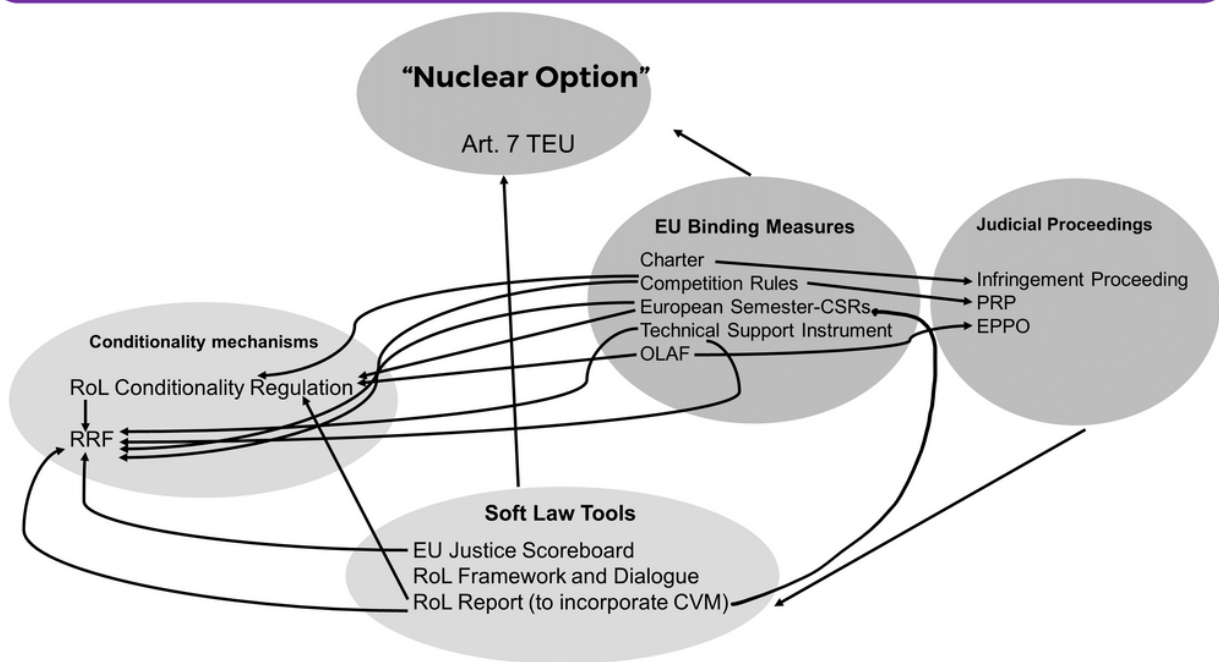 “Nuclear Option”
Art. 7 TEU
EU Binding Measures
Charter
Competition Rules
European Semester-CSRs
Technical Support Instrument
OLAF
Judicial Proceedings
Infringement Proceeding
PRP
EPPO
Conditionality mechanisms
RoL Conditionality Regulation
RRF
Soft Law Tools
EU Justice Scoreboard
RoL Framework and Dialogue
RoL Report (to incorporate CVM)